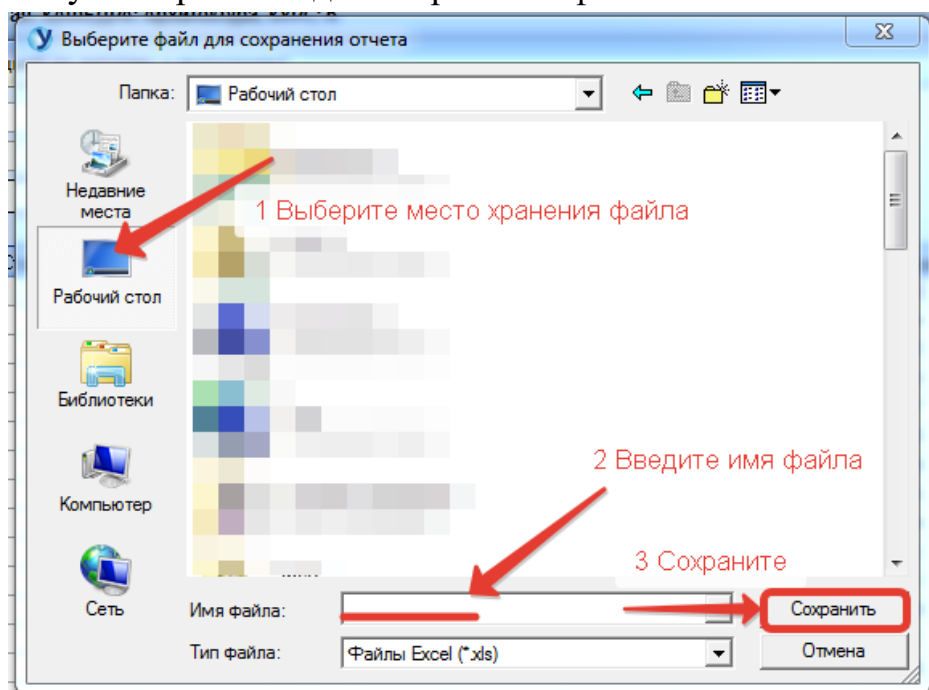 Выберите файл для сохранения отчета
Папка:
Рабочий стол
Недавние
места
1 Выберите место хранения файла
Рабочий стол
Библиотеки
2 Введите имя файла
Компьютер
3 Сохраните
Сеть
Имя файла:
Сохранить
Тип файла:
Файлы Excel (*.xls)
Отмена